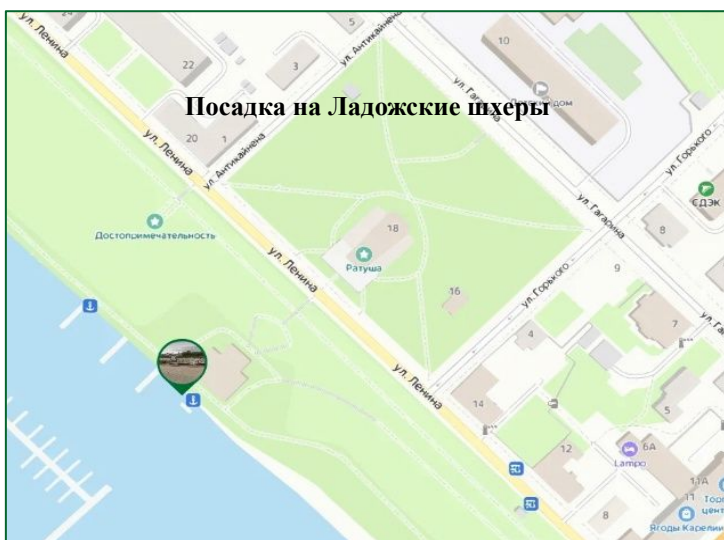 ул. Ленина
5
ул. Антикайнена
10
22
3
Посадка на Ладожские шхеры
ул. Гагарина
ул. Горького
20
1
ул. Ленина
ул. Антикайнена
СДЭК
Достопримечательность
18
8
ул. Гагарина
ул. Ленина
Ратуша
ул. Горького
9
16
7
4
ул. Ленина
14
5
12
6А
Lampo
11А
11
8
Ягоды Карелии